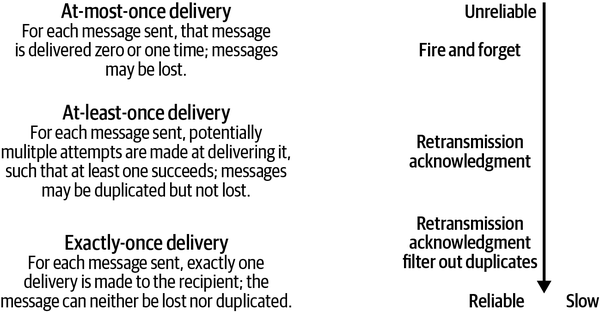 At-most-once delivery
For each message sent, that message
is delivered zero or one time; messages
may be lost.
At-least-once delivery
For each message sent, potentially
mulitple attempts are made at delivering it,
such that at least one succeeds; messages
may be duplicated but not lost.
Exactly-once delivery
For each message sent, exactly one
delivery is made to the recipient; the
message can neither be lost nor duplicated.
Unreliable
Fire and forget
Retransmission
acknowledgment
Retransmission
acknowledgment
filter out duplicates
Reliable
Slow